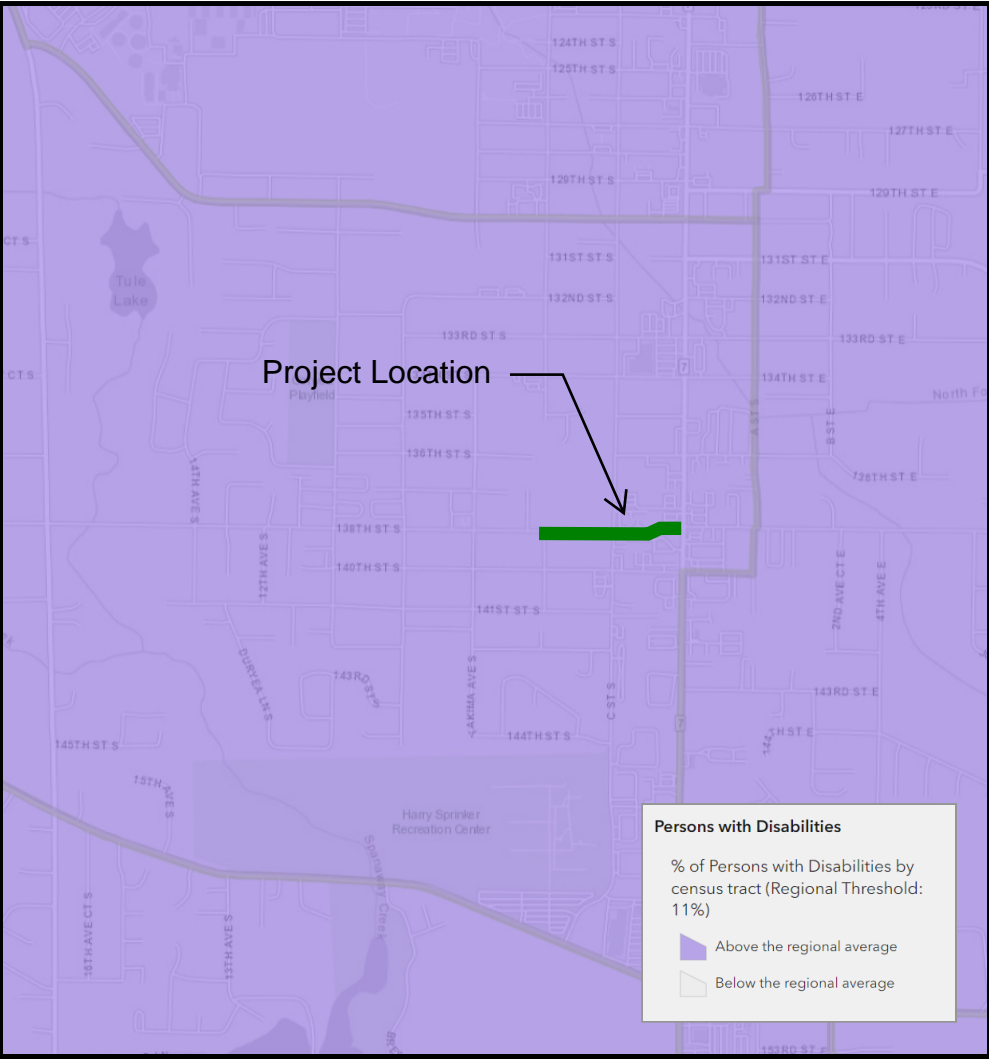 124TH ST S
125TH ST S
126TH ST E
127TH ST E
129TH ST S
129TH ST E
CT S
131ST ST S
131ST ST E
Tule
Lake
132ND ST S
132ND ST E
133RD ST S
133RD ST E
7
CT S
Project Location
134TH ST E
Playfield
North Fo
135TH ST S
A ST S
B ST E
136TH ST S
136TH ST E
14TH AVE S
138TH ST S
12TH AVE S
140TH ST S
2ND AVE CT E
4TH AVE E
141ST ST S
DURYEA LN S
143RD ST S
YAKIMA AVE S
C ST S
143RD ST E
7
144TH ST S
144TH ST E
145TH ST S
15TH AVE S
Harry Sprinker
Recreation Center
Spanaway Creek
16TH AVE CT S
13TH AVE S
Persons with Disabilities
% of Persons with Disabilities by
census tract (Regional Threshold:
11%)
Above the regional average
Below the regional average
153RD ST E